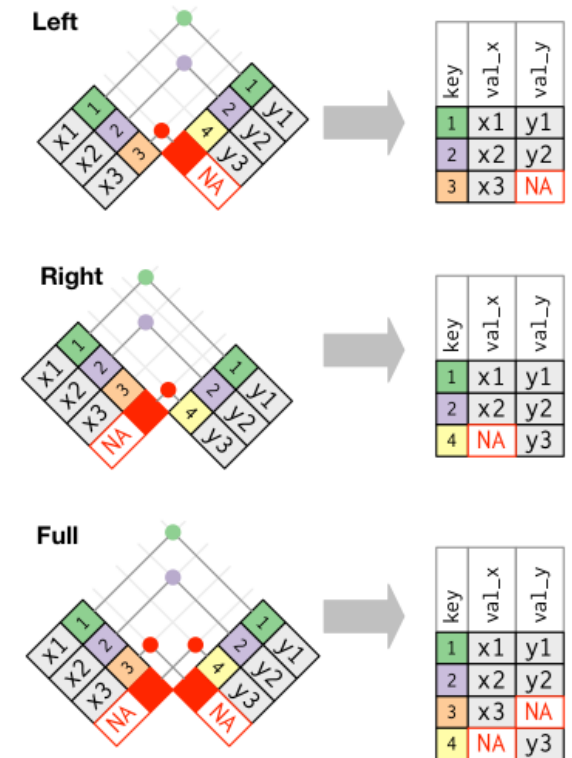 Left
1 x1
2 x2
3 x3
1 y1
2 y2
4 y3
NA
key val_x val_y
1 x1 y1
2 x2 y2
3 x3 NA
Right
1 x1
2 x2
3 x3
NA
1 y1
2 y2
4 y3
key val_x val_y
1 x1 y1
2 x2 y2
4 NA y3
Full
1 x1
2 x2
3 x3
NA
1 y1
2 y2
4 y3
NA
key val_x val_y
1 x1 y1
2 x2 y2
3 x3 NA
4 NA y3